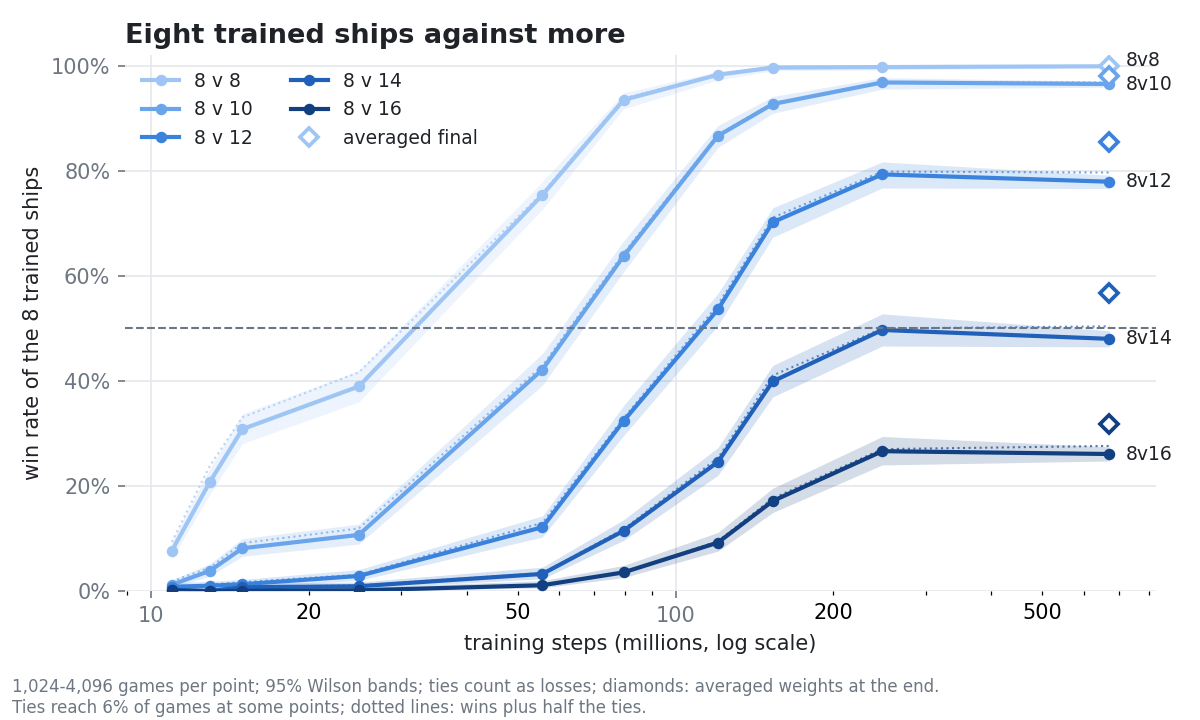 Eight trained ships against more
100%
80%
60%
40%
20%
0%
win rate of the 8 trained ships
8 v 8
8 v 10
8 v 12
8 v 14
8 v 16
averaged final
8v8
8v10
8v12
8v14
8v16
10
20
50
100
200
500
training steps (millions, log scale)
1,024-4,096 games per point; 95% Wilson bands; ties count as losses; diamonds: averaged weights at the end.
Ties reach 6% of games at some points; dotted lines: wins plus half the ties.